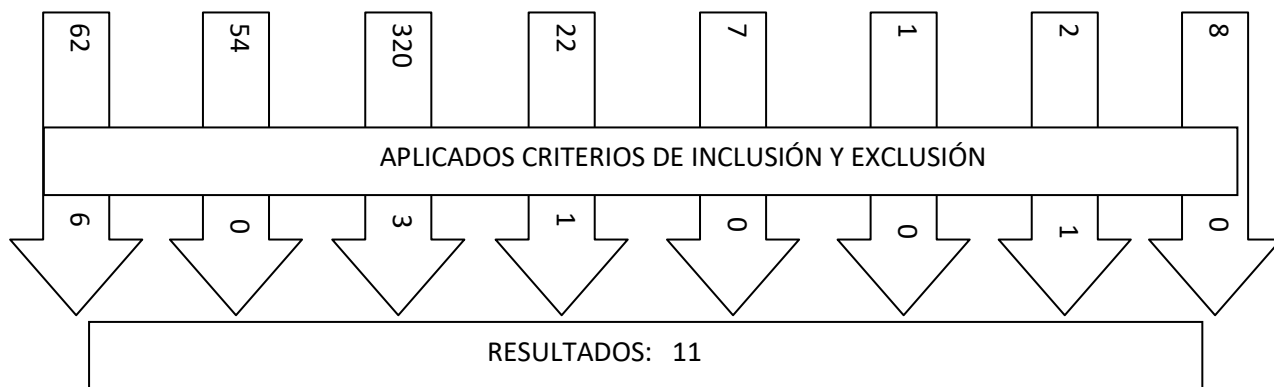 62 54 320 22 7 1 2 8
APLICADOS CRITERIOS DE INCLUSIÓN Y EXCLUSIÓN
6 0 3 1 0 0 1 0
RESULTADOS: 11